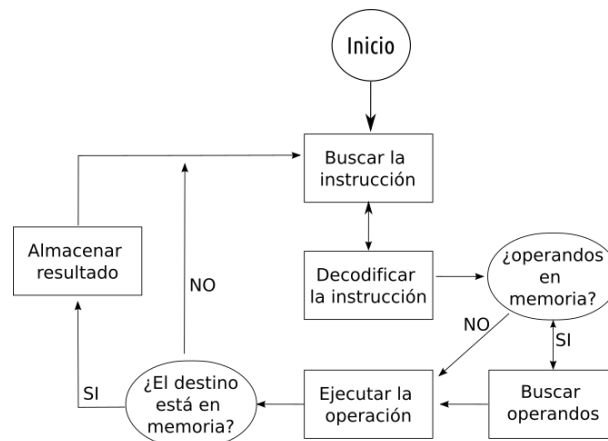 Inicio
Buscar la
instrucción
Almacenar
resultado
Decodificar
la instrucción
¿operandos
en
memoria?
NO
NO
SI
SI
¿El destino
está en
memoria?
Ejecutar la
operación
Buscar
operandos